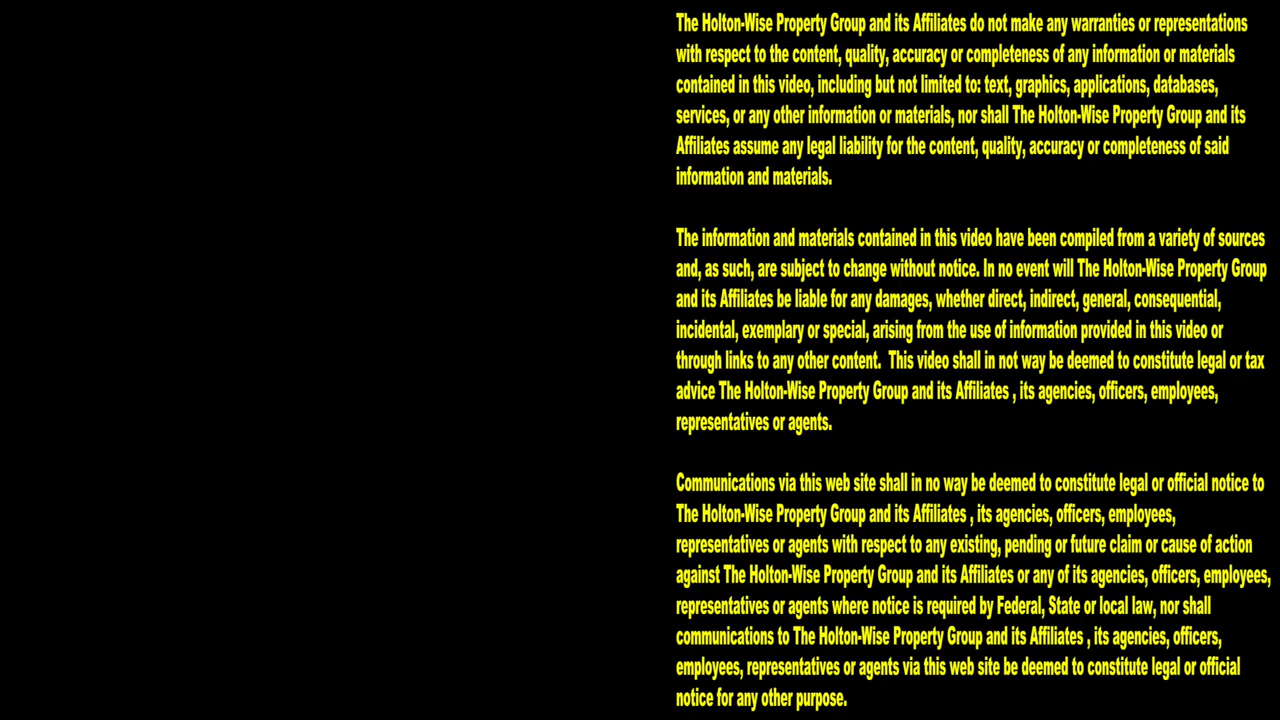 The Holton-Wise Property Group and its Affiliates do not make any warranties or representations
with respect to the content, quality, accuracy or completeness of any information or materials
contained in this video, including but not limited to: text, graphics, applications, databases,
services, or any other information or materials, nor shall The Holton-Wise Property Group and its
Affiliates assume any legal liability for the content, quality, accuracy or completeness of said
information and materials.
The information and materials contained in this video have been compiled from a variety of sources
and, as such, are subject to change without notice. In no event will The Holton-Wise Property Group
and its Affiliates be liable for any damages, whether direct, indirect, general, consequential,
incidental, exemplary or special, arising from the use of information provided in this video or
through links to any other content.  This video shall in not way be deemed to constitute legal or tax
advice The Holton-Wise Property Group and its Affiliates , its agencies, officers, employees,
representatives or agents.
Communications via this web site shall in no way be deemed to constitute legal or official notice to
The Holton-Wise Property Group and its Affiliates , its agencies, officers, employees,
representatives or agents with respect to any existing, pending or future claim or cause of action
against The Holton-Wise Property Group and its Affiliates or any of its agencies, officers, employees,
representatives or agents where notice is required by Federal, State or local law, nor shall
communications to The Holton-Wise Property Group and its Affiliates , its agencies, officers,
employees, representatives or agents via this web site be deemed to constitute legal or official
notice for any other purpose.